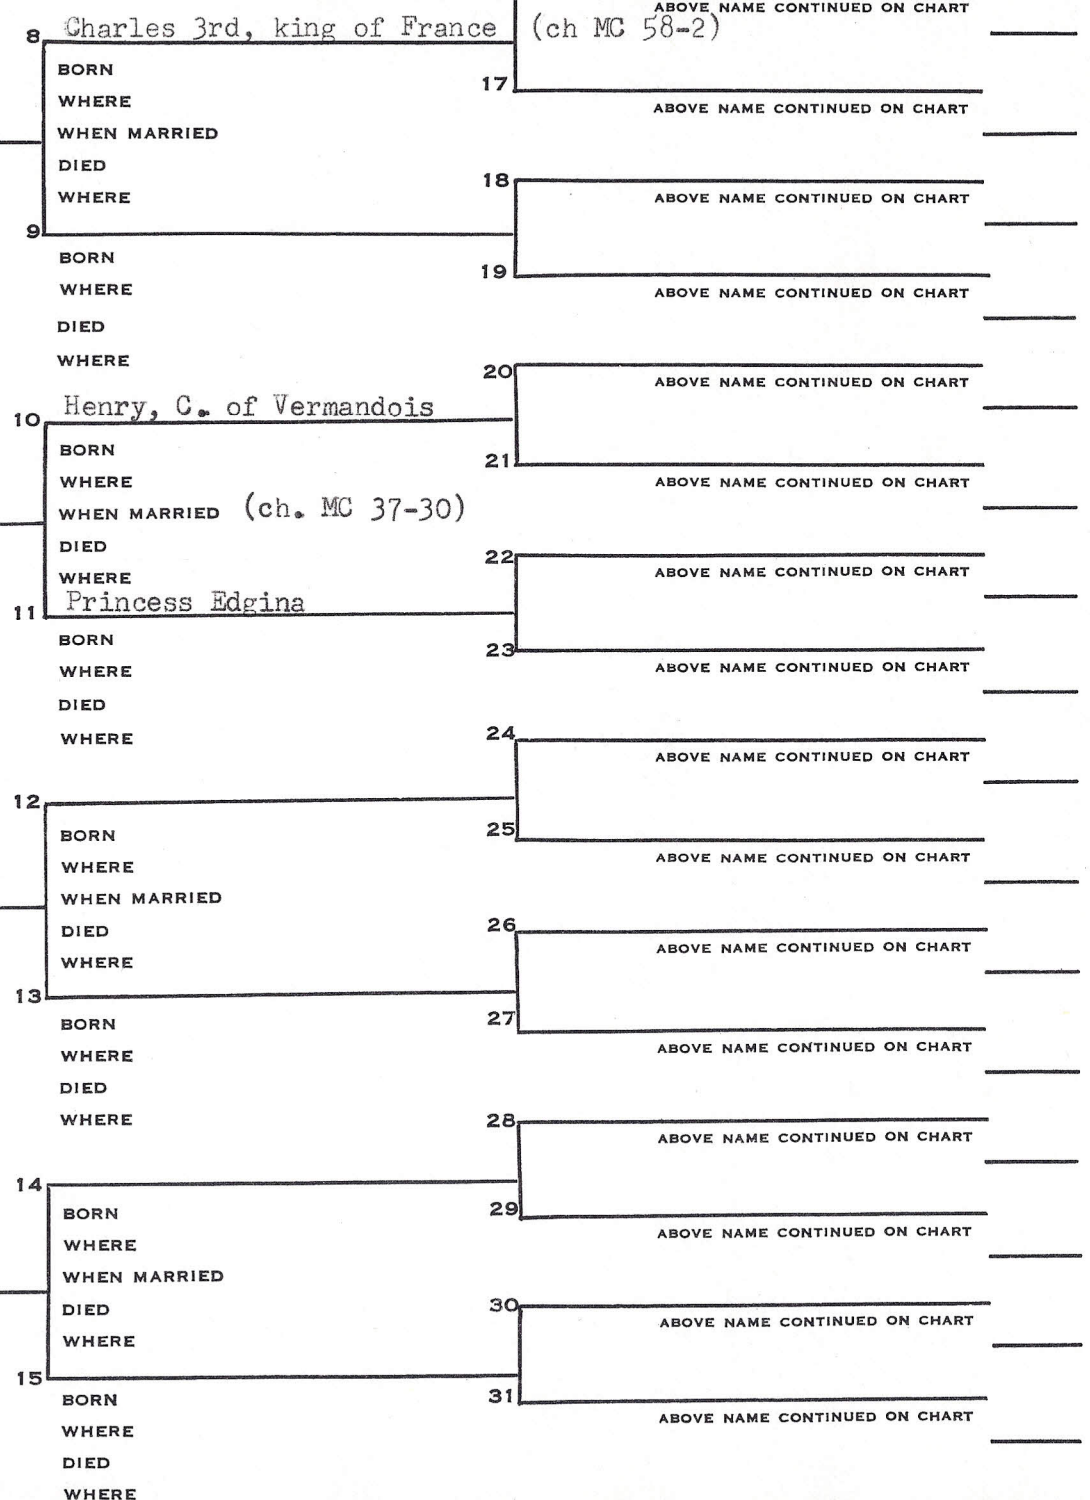 ABOVE NAME CONTINUED ON CHART
8 Charles 3rd, king of France (ch MC 58-2)
BORN
17
WHERE
ABOVE NAME CONTINUED ON CHART
WHEN MARRIED
DIED
18
WHERE
ABOVE NAME CONTINUED ON CHART
9
BORN
19
WHERE
ABOVE NAME CONTINUED ON CHART
DIED
WHERE
20
ABOVE NAME CONTINUED ON CHART
Henry, C. of Vermandois
10
BORN
21
WHERE
ABOVE NAME CONTINUED ON CHART
WHEN MARRIED (ch. MC 37-30)
DIED
22
WHERE
ABOVE NAME CONTINUED ON CHART
11 Princess Edgina
BORN
23
WHERE
ABOVE NAME CONTINUED ON CHART
DIED
WHERE
24
ABOVE NAME CONTINUED ON CHART
12
BORN
25
WHERE
ABOVE NAME CONTINUED ON CHART
WHEN MARRIED
DIED
26
WHERE
ABOVE NAME CONTINUED ON CHART
13
BORN
27
WHERE
ABOVE NAME CONTINUED ON CHART
DIED
WHERE
28
ABOVE NAME CONTINUED ON CHART
14
BORN
29
WHERE
ABOVE NAME CONTINUED ON CHART
WHEN MARRIED
DIED
30
WHERE
ABOVE NAME CONTINUED ON CHART
15
BORN
31
WHERE
ABOVE NAME CONTINUED ON CHART
DIED
WHERE